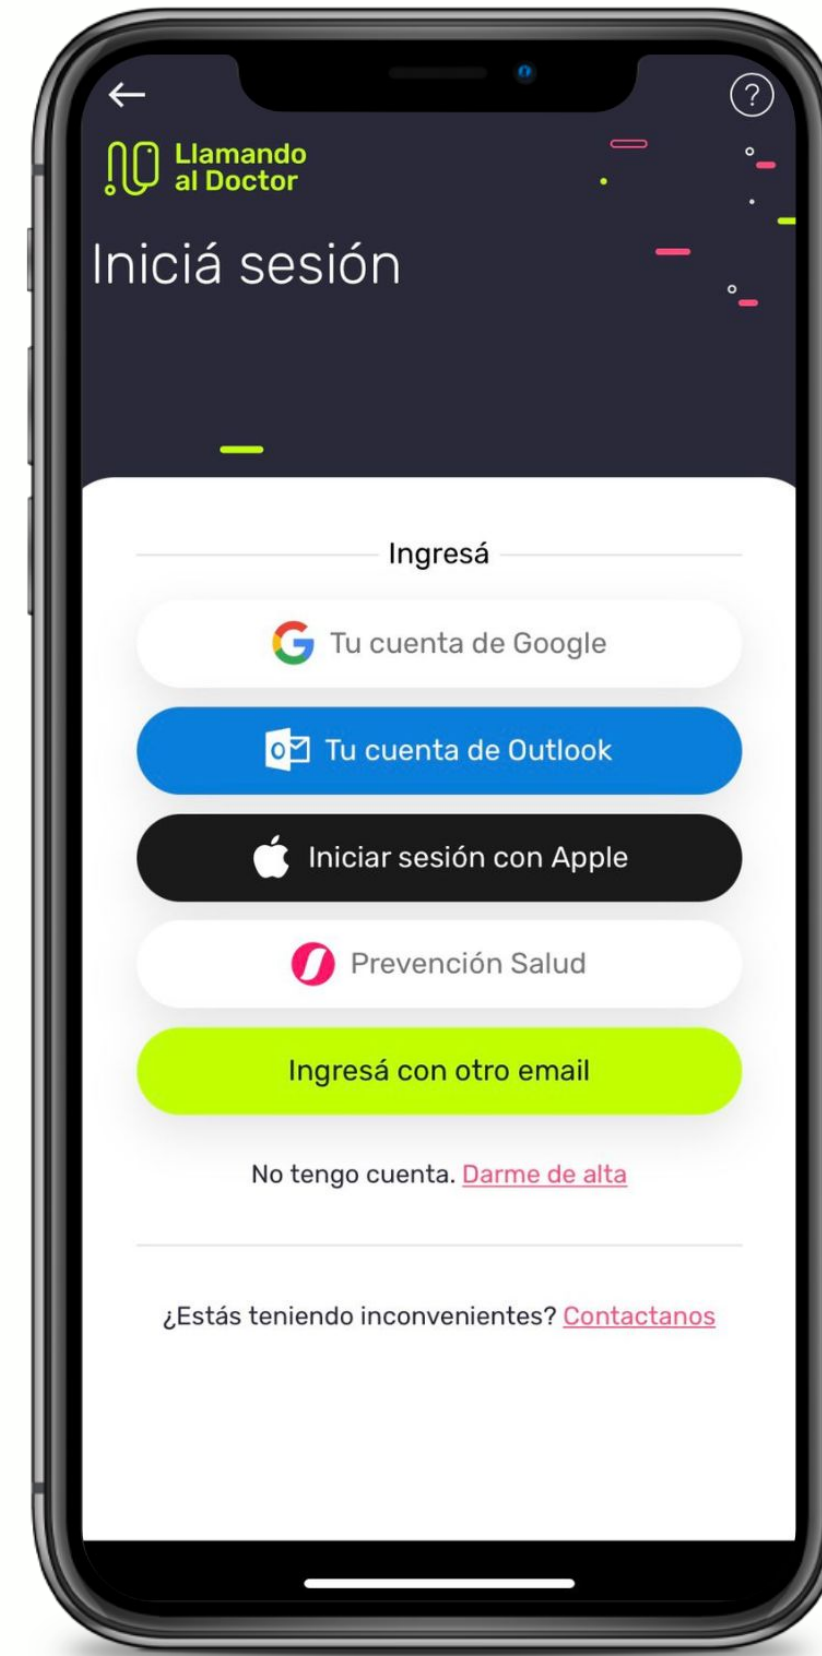 ?
Llamando
al Doctor
Iniciá sesión
Ingresá
Tu cuenta de Google
Tu cuenta de Outlook
Iniciar sesión con Apple
Prevención Salud
Ingresá con otro email
No tengo cuenta. Darme de alta
¿Estás teniendo inconvenientes? Contactanos